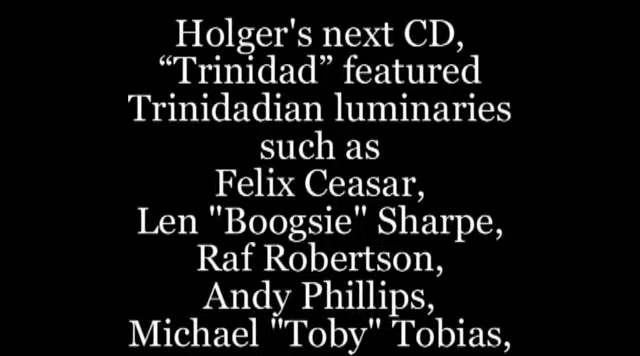 Holger's next CD,
“Trinidad” featured
Trinidadian luminaries
such as
Felix Ceasar,
Len "Boogsie" Sharpe,
Raf Robertson,
Andy Phillips,
Michael "Toby" Tobias,